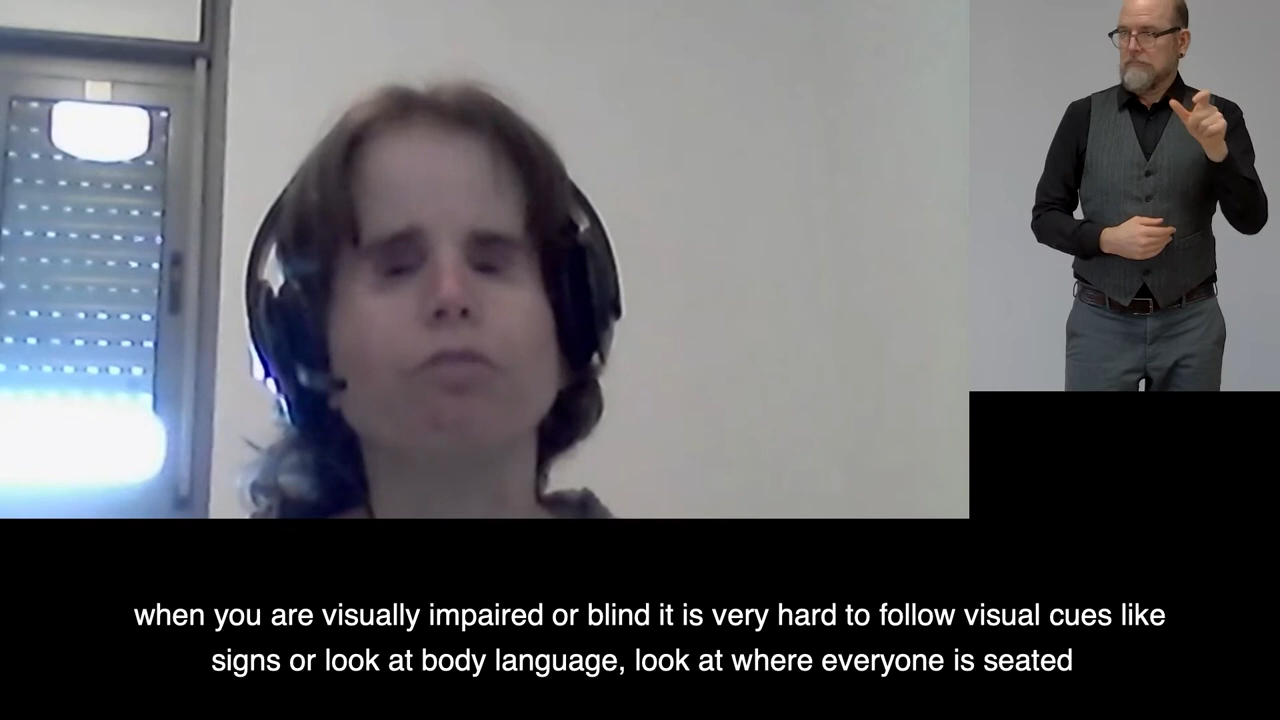 when you are visually impaired or blind it is very hard to follow visual cues like
signs or look at body language, look at where everyone is seated